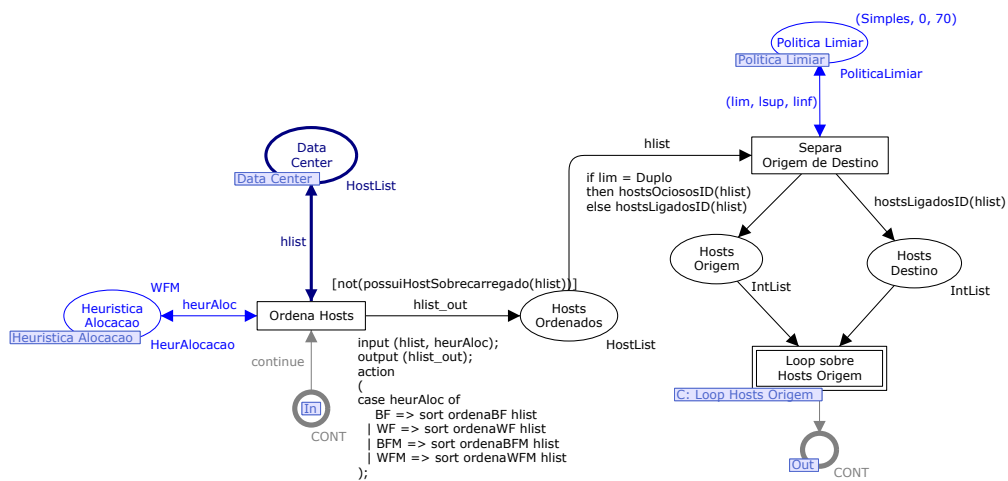 (Simples, 0, 70)
Politica Limiar
Politica Limiar
PoliticaLimiar
(lim, lsup, linf)
Data
Center
Data Center
HostList
hlist
hlist
Separa
Origem de Destino
if lim = Duplo
then hostsOciososID(hlist)
else hostsLigadosID(hlist)
hostsLigadosID(hlist)
Hosts
Origem
IntList
Hosts
Destino
IntList
WFM
Heuristica
Alocacao
Heuristica Alocacao
HeurAlocacao
heurAloc
Ordena Hosts
[not(possuiHostSobrecarregado(hlist))]
hlist_out
Hosts
Ordenados
HostList
continue
In
CONT
input (hlist, heurAloc);
output (hlist_out);
action
(
case heurAloc of
BF => sort ordenaBF hlist
| WF => sort ordenaWF hlist
| BFM => sort ordenaBFM hlist
| WFM => sort ordenaWFM hlist
);
Loop sobre
Hosts Origem
C: Loop Hosts Origem
Out
CONT